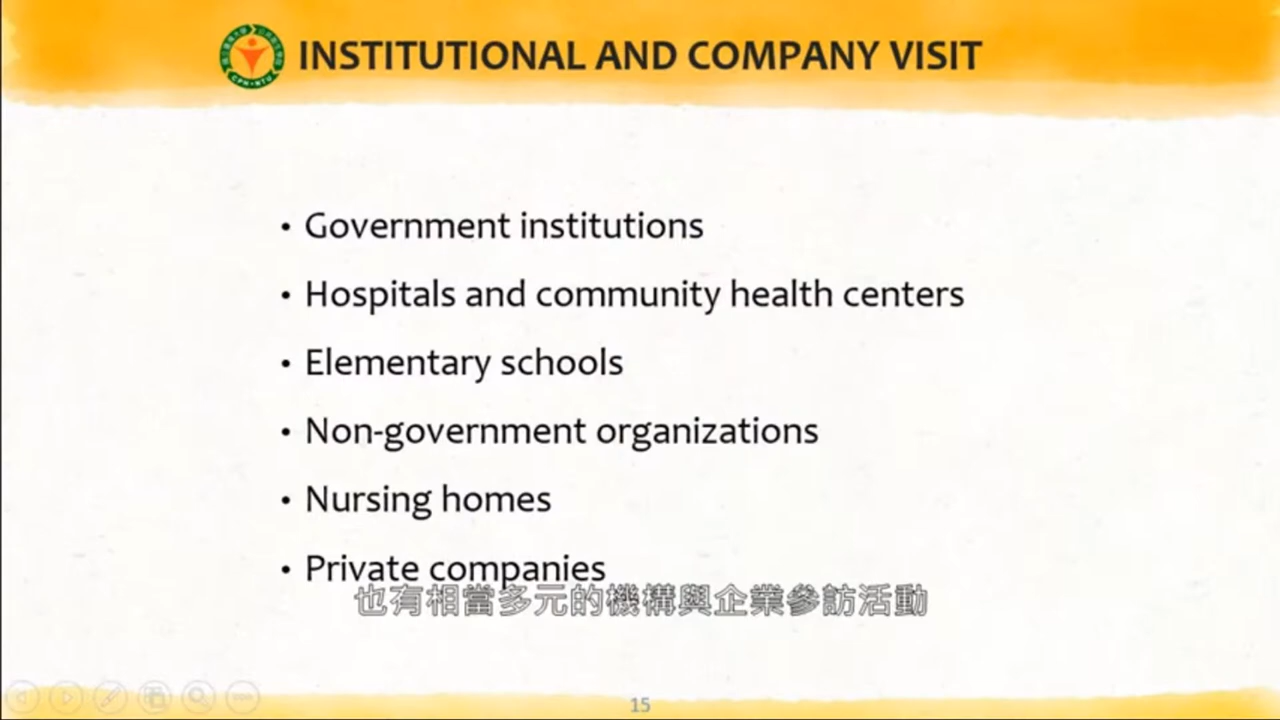 INSTITUTIONAL AND COMPANY VISIT
• Government institutions
• Hospitals and community health centers
• Elementary schools
• Non-government organizations
• Nursing homes
• Private companies
也有相當多元的機構與企業參訪活動
15